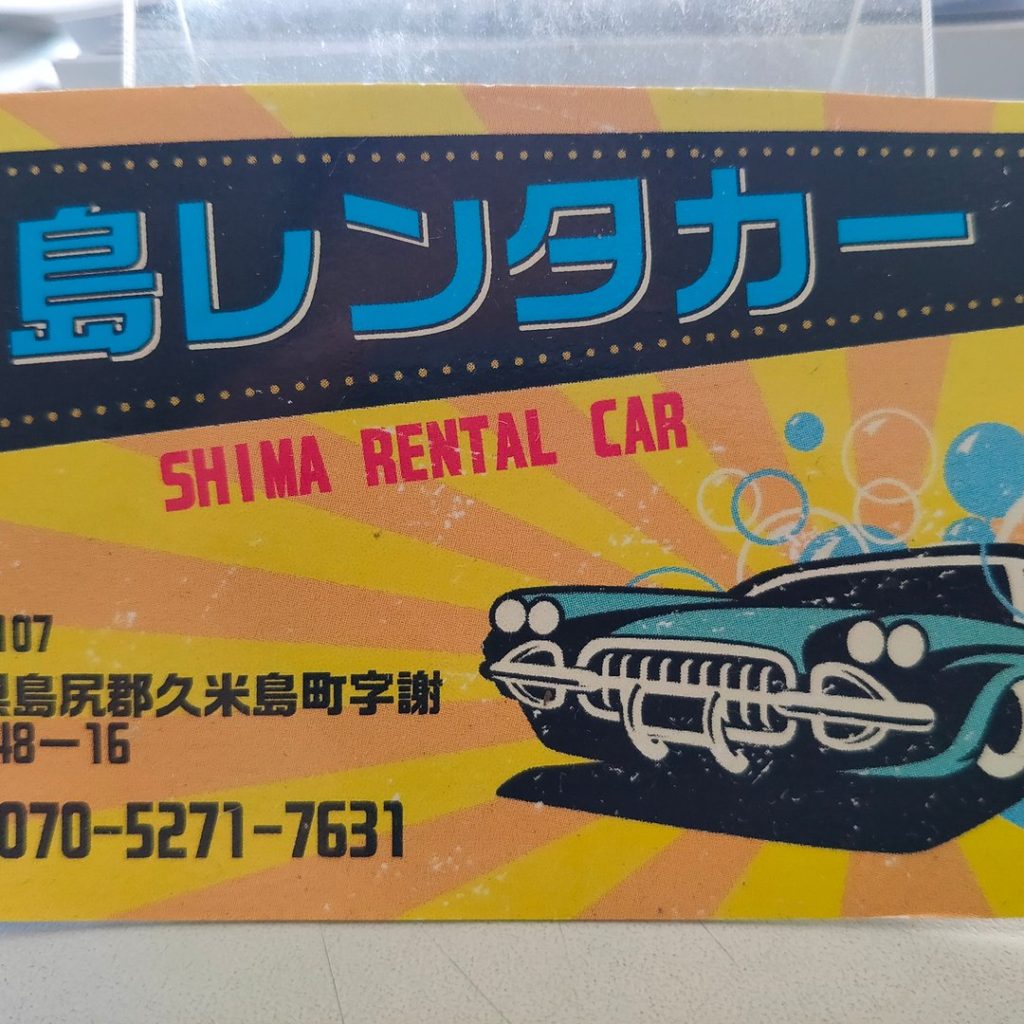 島レンタカー
SHIMA RENTAL CAR
107
県島尻郡久米島町字謝
48-16
070-5271-7631